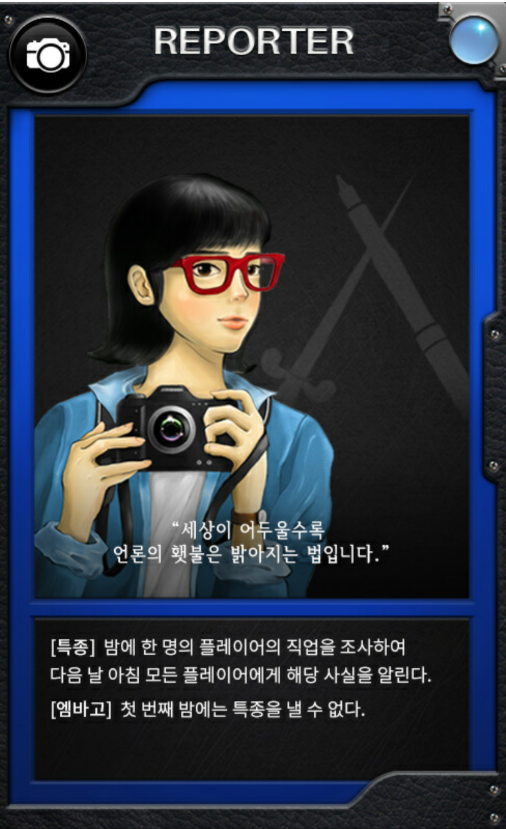 REPORTER
“세상이 어두울수록
언론의 횃불은 밝아지는 법입니다.”
[특종] 밤에 한 명의 플레이어의 직업을 조사하여
다음 날 아침 모든 플레이어에게 해당 사실을 알린다.
[엠바고] 첫 번째 밤에는 특종을 낼 수 없다.